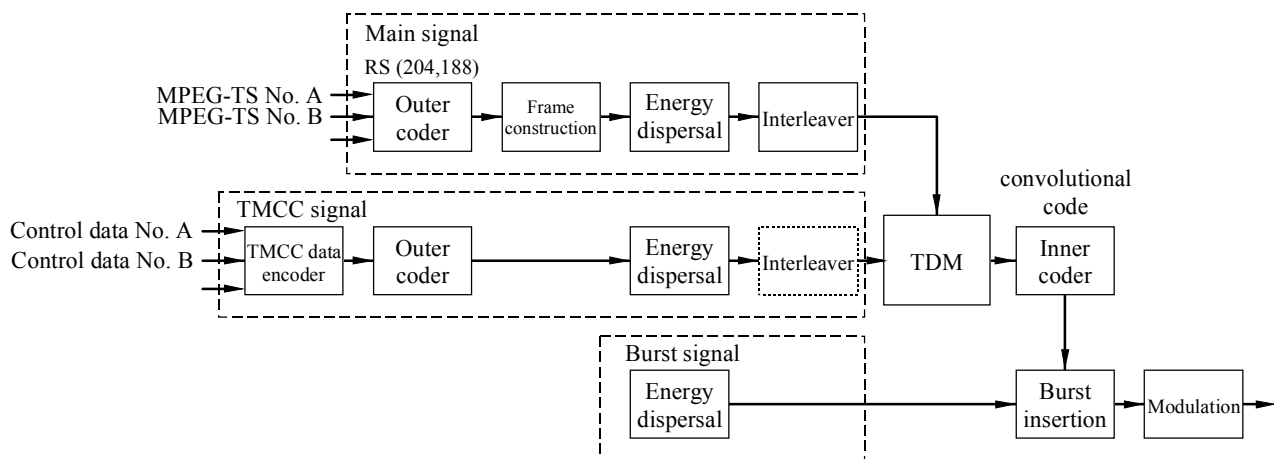 Main signal
RS (204,188)
MPEG-TS No. A
MPEG-TS No. B
Outer
coder
Frame
construction
Energy
dispersal
Interleaver
TMCC signal
Control data No. A
Control data No. B
TMCC data
encoder
Outer
coder
Energy
dispersal
Interleaver
TDM
convolutional
code
Inner
coder
Burst signal
Energy
dispersal
Burst
insertion
Modulation